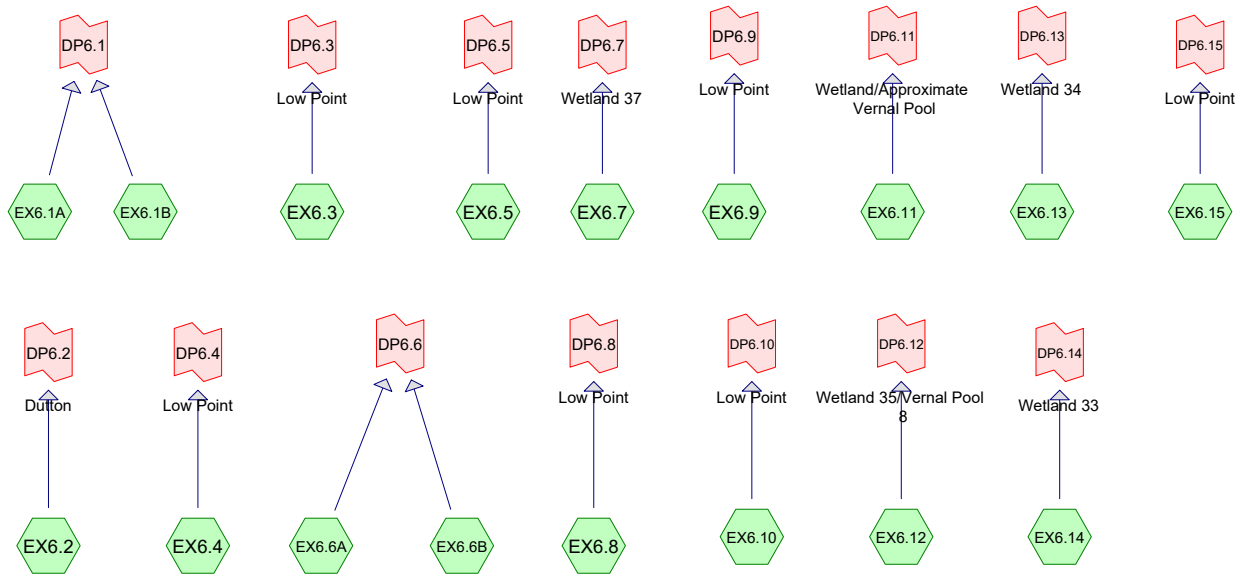 DP6.1
DP6.3
DP6.5
DP6.7
DP6.9
DP6.11
DP6.13
DP6.15
Low Point
Low Point
Wetland 37
Low Point
Wetland/Approximate
Vernal Pool
Wetland 34
Low Point
EX6.1A
EX6.1B
EX6.3
EX6.5
EX6.7
EX6.9
EX6.11
EX6.13
EX6.15
DP6.2
DP6.4
DP6.6
DP6.8
DP6.10
DP6.12
DP6.14
Dutton
Low Point
Low Point
Low Point
Wetland 35/Vernal Pool
8
Wetland 33
EX6.2
EX6.4
EX6.6A
EX6.6B
EX6.8
EX6.10
EX6.12
EX6.14